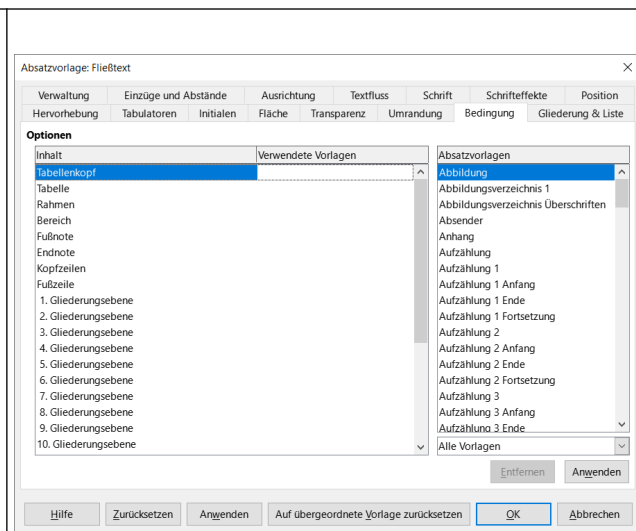 Absatzvorlage: Fließtext
Verwaltung Einzüge und Abstände Ausrichtung Textfluss Schrift Schrifteffekte Position
Hervorhebung Tabulatoren Initialen Fläche Transparenz Umrandung Bedingung Gliederung & Liste
Optionen
Inhalt Verwendete Vorlagen Absatzvorlagen
Tabellenkopf Abbildung
Tabelle Abbildungsverzeichnis 1
Rahmen Abbildungsverzeichnis Überschriften
Bereich Absender
Fußnote Anhang
Endnote Aufzählung
Kopfzeilen Aufzählung 1
Fußzeile Aufzählung 1 Anfang
1. Gliederungsebene Aufzählung 1 Ende
2. Gliederungsebene Aufzählung 1 Fortsetzung
3. Gliederungsebene Aufzählung 2
4. Gliederungsebene Aufzählung 2 Anfang
5. Gliederungsebene Aufzählung 2 Ende
6. Gliederungsebene Aufzählung 2 Fortsetzung
7. Gliederungsebene Aufzählung 3
8. Gliederungsebene Aufzählung 3 Anfang
9. Gliederungsebene Aufzählung 3 Ende
10. Gliederungsebene Alle Vorlagen
Entfernen Anwenden
Hilfe Zurücksetzen Anwenden Auf übergeordnete Vorlage zurücksetzen OK Abbrechen